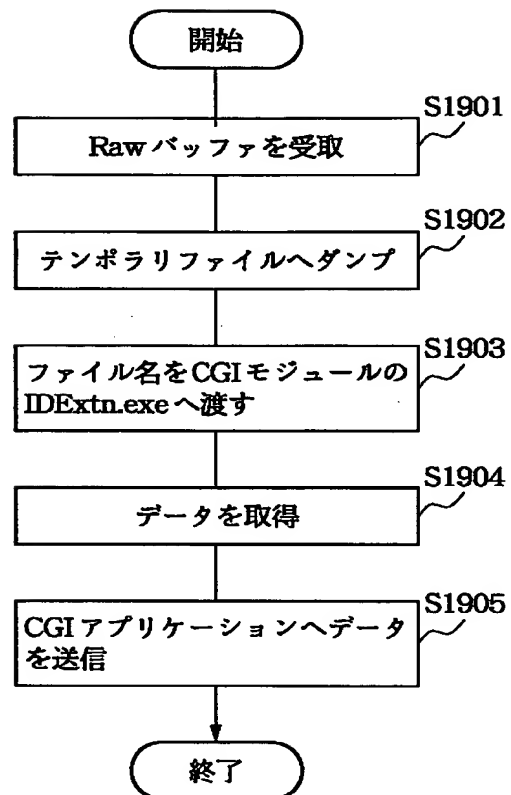 開始
S1901
Rawバッファを受取
S1902
テンポラリファイルへダンプ
S1903
ファイル名をCGIモジュールの
IDExtn.exeへ渡す
S1904
データを取得
S1905
CGIアプリケーションへデータ
を送信
終了